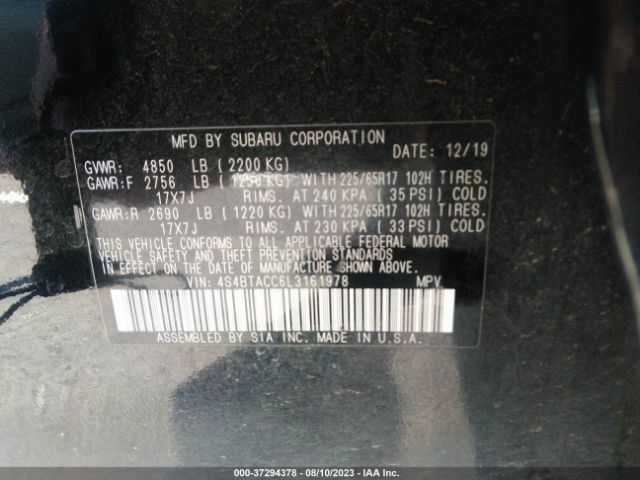 MFD BY SUBARU CORPORATION
DATE: 12/19
GVWR: 4850 LB (2200 KG)
GAWR:F 2756 LB (1250 KG) WITH 225/65R17 102H TIRES.
17X7J RIMS. AT 240 KPA (35 PSI) COLD
GAWR:R 2690 LB (1220 KG) WITH 225/65R17 102H TIRES.
17X7J RIMS. AT 230 KPA (33 PSI) COLD
THIS VEHICLE CONFORMS TO ALL APPLICABLE FEDERAL MOTOR
VEHICLE SAFETY AND THEFT PREVENTION STANDARDS
IN EFFECT ON THE DATE OF MANUFACTURE SHOWN ABOVE.
VIN: 4S4BTACC6L3161978 MPV
ASSEMBLED BY SIA INC. MADE IN U.S.A.
000-37294378 - 08/10/2023 - IAA Inc.